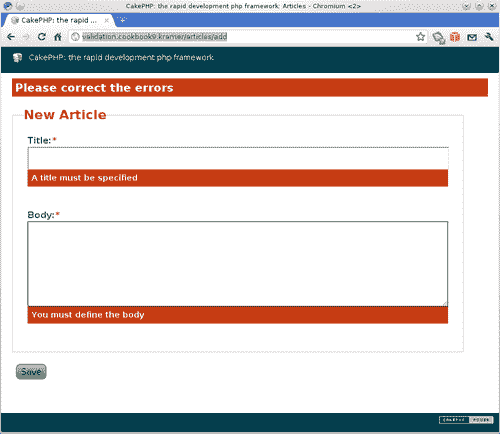 CakePHP: the rapid development php framework: Articles - Chromium <2>
CakePHP: the rapid ...
validation.cookbook9.kramer/articles/add
CakePHP: the rapid development php framework
Please correct the errors
New Article
Title:*
A title must be specified
Body:*
You must define the body
Save